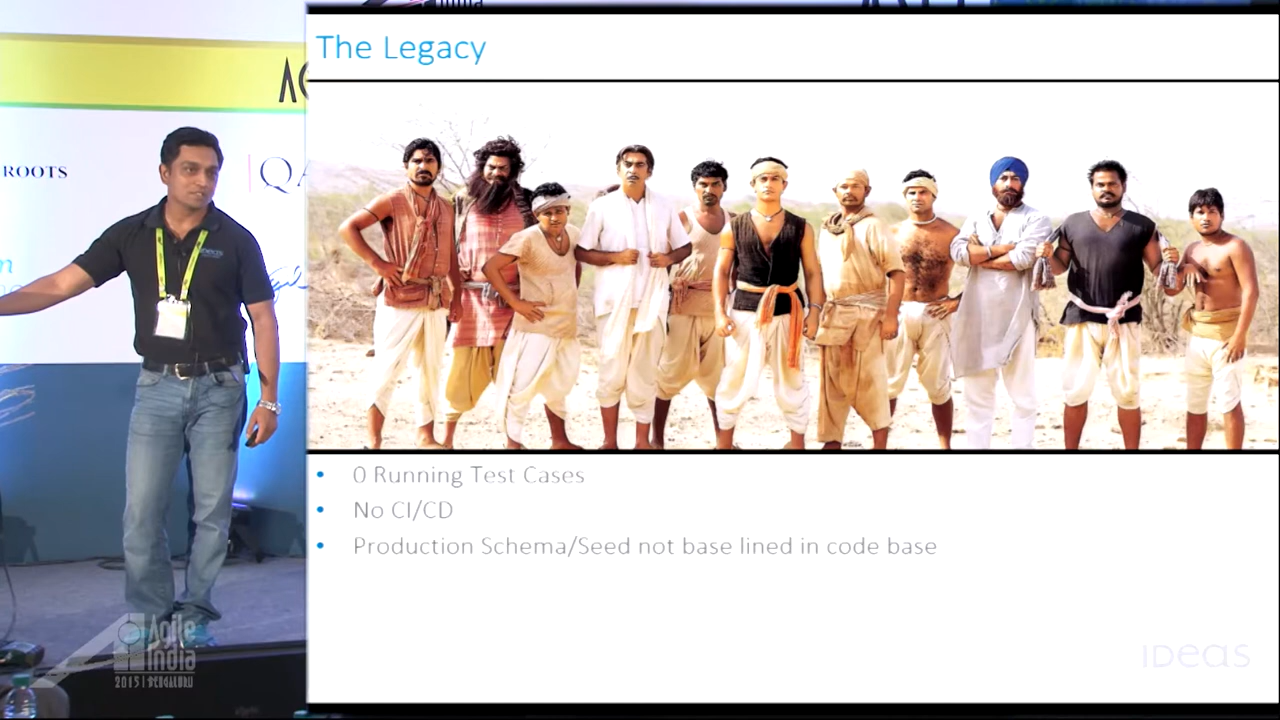 The Legacy
ROOTS
ideas
0 Running Test Cases
No CI/CD
Production Schema/Seed not base lined in code base
Agile
India
2015 | BENGALURU
IDEAS